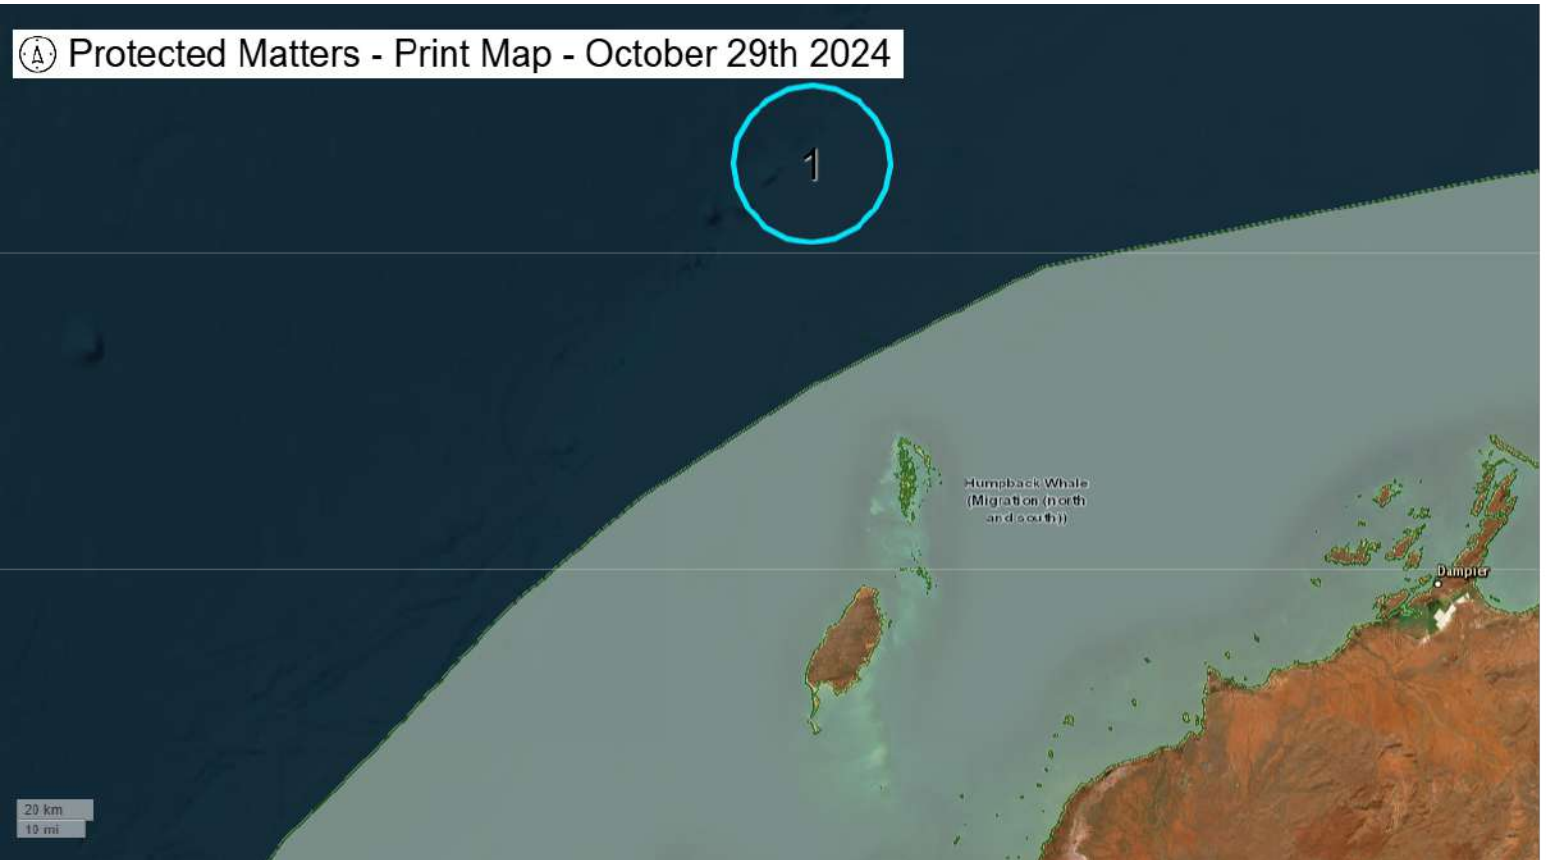 Protected Matters - Print Map - October 29th 2024
1
Humpback Whale
(Migration (north
and south))
Dampier
20 km
10 mi